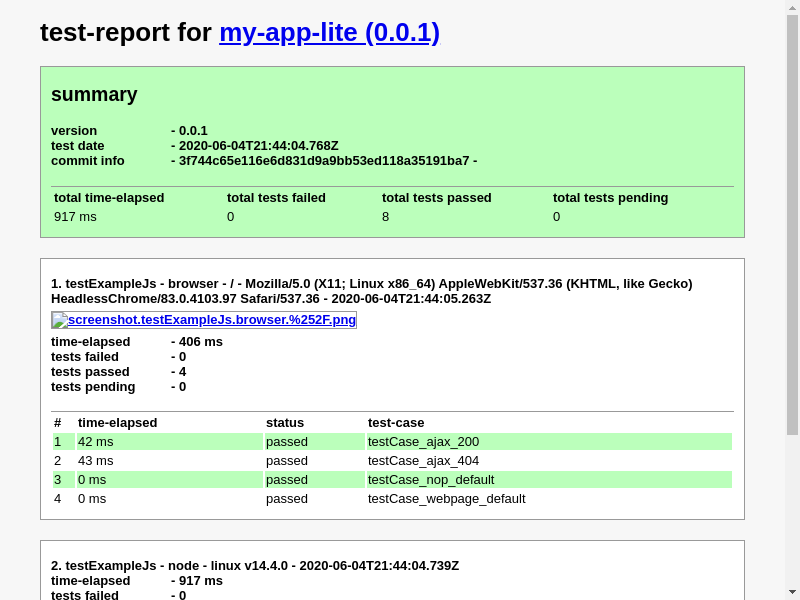 test-report for my-app-lite (0.0.1)
summary
version - 0.0.1
test date - 2020-06-04T21:44:04.768Z
commit info - 3f744c65e116e6d831d9a9bb53ed118a35191ba7 -
total time-elapsed total tests failed total tests passed total tests pending
917 ms 0 8 0
1. testExampleJs - browser - / - Mozilla/5.0 (X11; Linux x86_64) AppleWebKit/537.36 (KHTML, like Gecko)
HeadlessChrome/83.0.4103.97 Safari/537.36 - 2020-06-04T21:44:05.263Z
screenshot.testExampleJs.browser.%252F.png
time-elapsed - 406 ms
tests failed - 0
tests passed - 4
tests pending - 0
# time-elapsed status test-case
1 42 ms passed testCase_ajax_200
2 43 ms passed testCase_ajax_404
3 0 ms passed testCase_nop_default
4 0 ms passed testCase_webpage_default
2. testExampleJs - node - linux v14.4.0 - 2020-06-04T21:44:04.739Z
time-elapsed - 917 ms
tests failed - 0